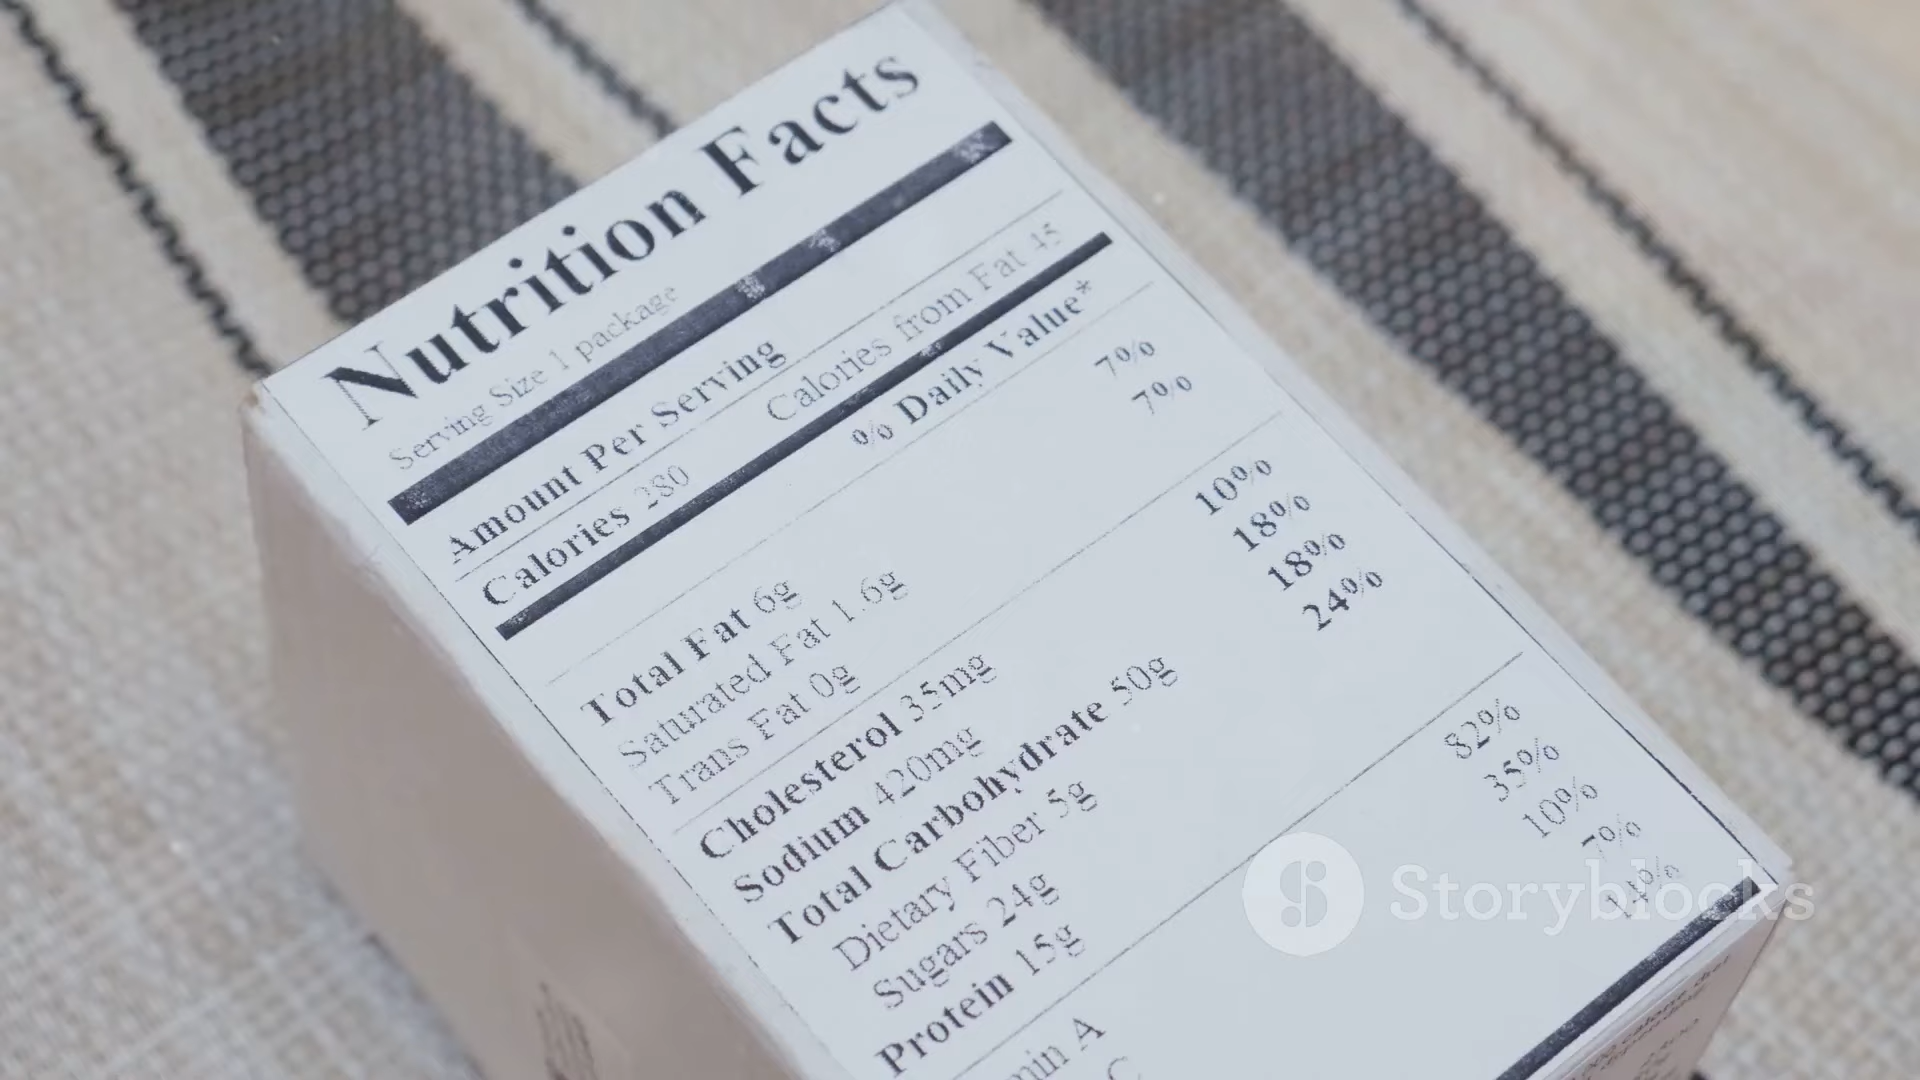 Nutrition Facts
Serving Size 1 package
Amount Per Serving
Calories 280 Calories from Fat 45
% Daily Value*
Total Fat 6g 7%
Saturated Fat 1.6g 7%
Trans Fat 0g
Cholesterol 35mg 10%
Sodium 420mg 18%
Total Carbohydrate 50g 18%
Dietary Fiber 5g 24%
Sugars 24g
Protein 15g
min A 82%
C 35%
10%
7%
Storyblocks